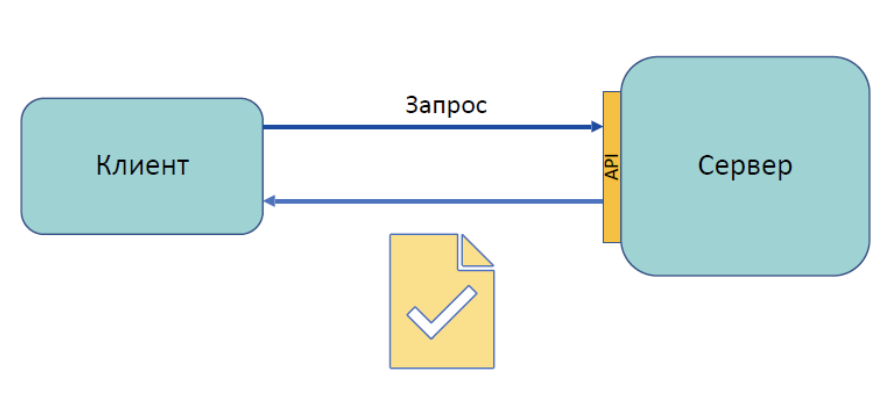 Запрос
Клиент
API
Сервер